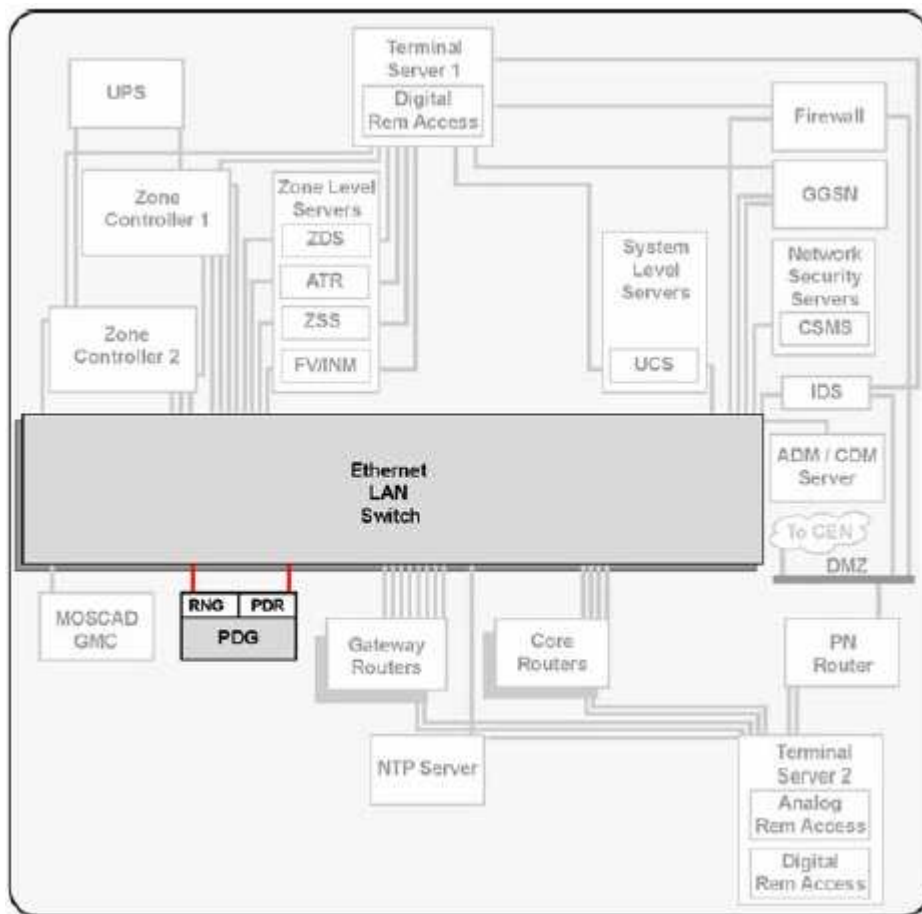 Terminal
Server 1
Digital
Rem Access
UPS
Firewall
Zone
Controller 1
Zone Level
Servers
ZDS
ATR
ZSS
FV/INM
GGSN
System
Level
Servers
UCS
Network
Security
Servers
CSMS
Zone
Controller 2
IDS
Ethernet
LAN
Switch
ADM / CDM
Server
To CEN
DMZ
MOSCAD
GMC
RNG
PDR
PDG
Gateway
Routers
Core
Routers
PN
Router
NTP Server
Terminal
Server 2
Analog
Rem Access
Digital
Rem Access